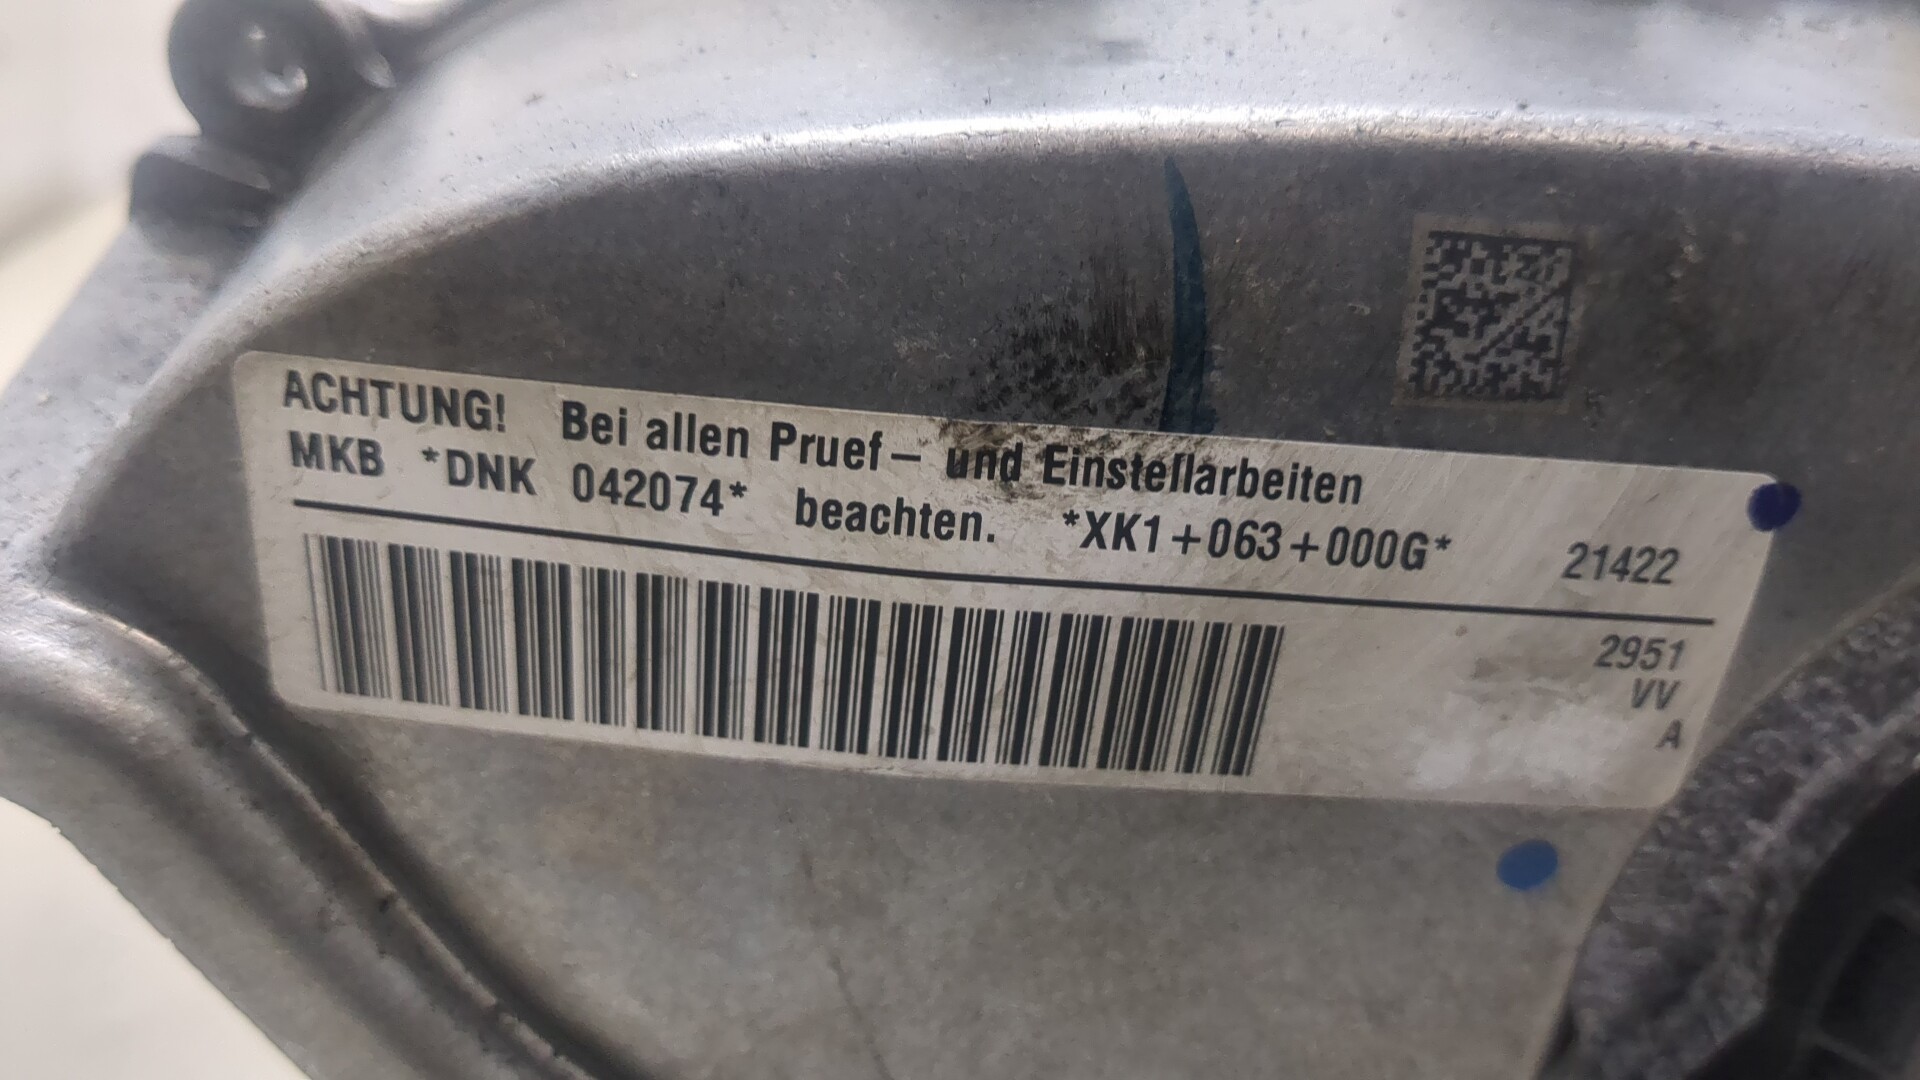 ACHTUNG! Bei allen Pruef- und Einstellarbeiten
MKB *DNK 042074* beachten. *XK1+063+000G* 21422
2951
VV
A